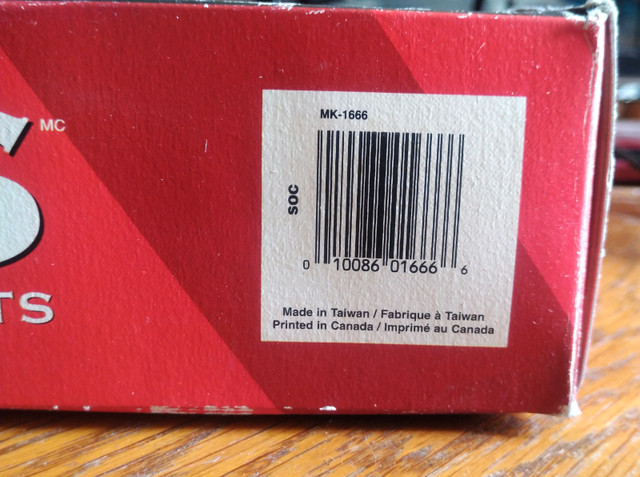 MC
S
TS
MK-1666
SOC
0 10086 01666 6
Made in Taiwan / Fabrique à Taiwan
Printed in Canada / Imprimé au Canada